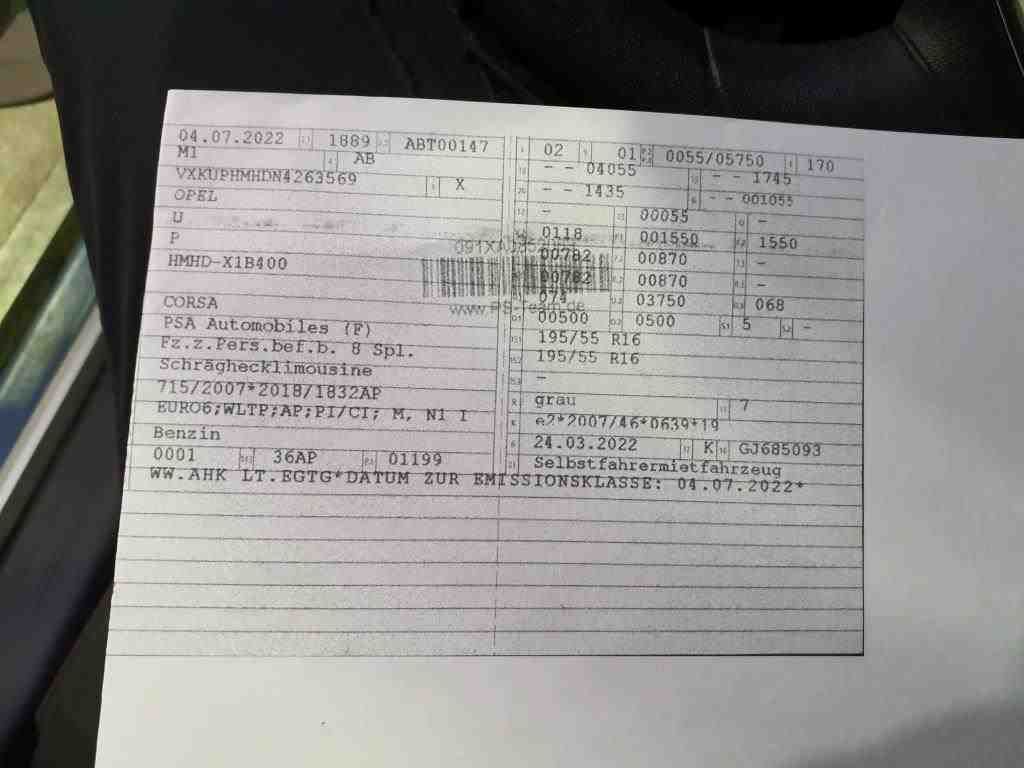 04.07.2022 1889 ABT00147
M1 AB
VXKUPHMHDN4263569 X
OPEL
U
P
HMHD-X1B400
CORSA
PSA Automobiles (F)
Fz.z.Pers.bef.b. 8 Spl.
Schräghecklimousine
715/2007*2018/1832AP
EURO6;WLTP;AP;PI/CI; M, N1 I
Benzin
0001 36AP 01199
02 01 0055/05750 170
- - 04055 - - 1745
- - 1435 - - 001055
- 00055 -
0118 001550 1550
00782 00870 -
00782 00870 -
074 03750 068
00500 0500 5 -
195/55 R16
195/55 R16
-
grau 7
e2*2007/46*0639*19
24.03.2022 K GJ685093
Selbstfahrermietfahrzeug
WW.AHK LT.EGTG*DATUM ZUR EMISSIONSKLASSE: 04.07.2022*